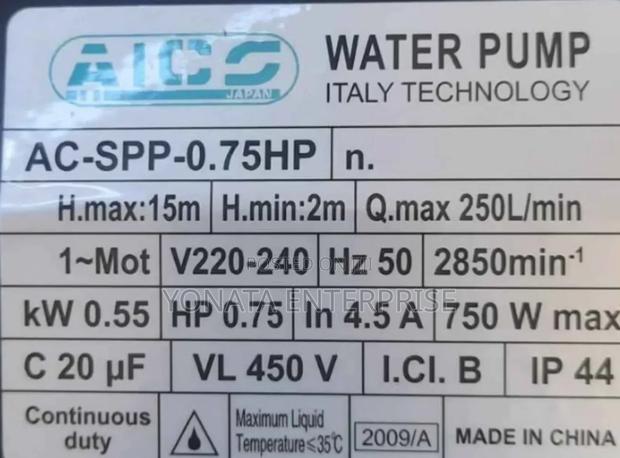 AICO
JAPAN
WATER PUMP
ITALY TECHNOLOGY
AC-SPP-0.75HP n.
H.max:15m H.min:2m Q.max 250L/min
1~Mot V220-240 Hz 50 2850min-1
POSTED ON
YONATA ENTERPRISE
kW 0.55 HP 0.75 In 4.5 A 750 W max
C 20 µF VL 450 V I.Cl. B IP 44
Continuous duty Maximum Liquid Temperature≤35℃ 2009/A MADE IN CHINA